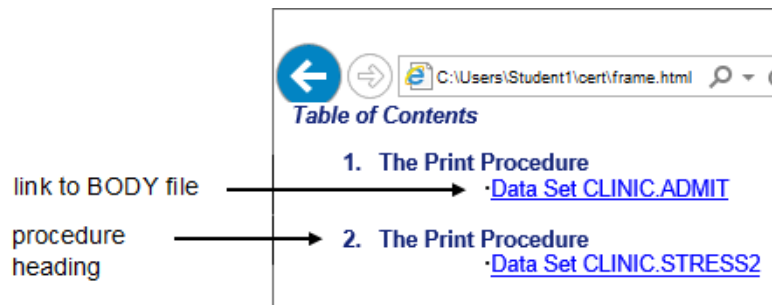 C:\Users\Student1\cert\frame.html
Table of Contents
1. The Print Procedure
link to BODY file
·Data Set CLINIC.ADMIT
procedure
heading
2. The Print Procedure
·Data Set CLINIC.STRESS2